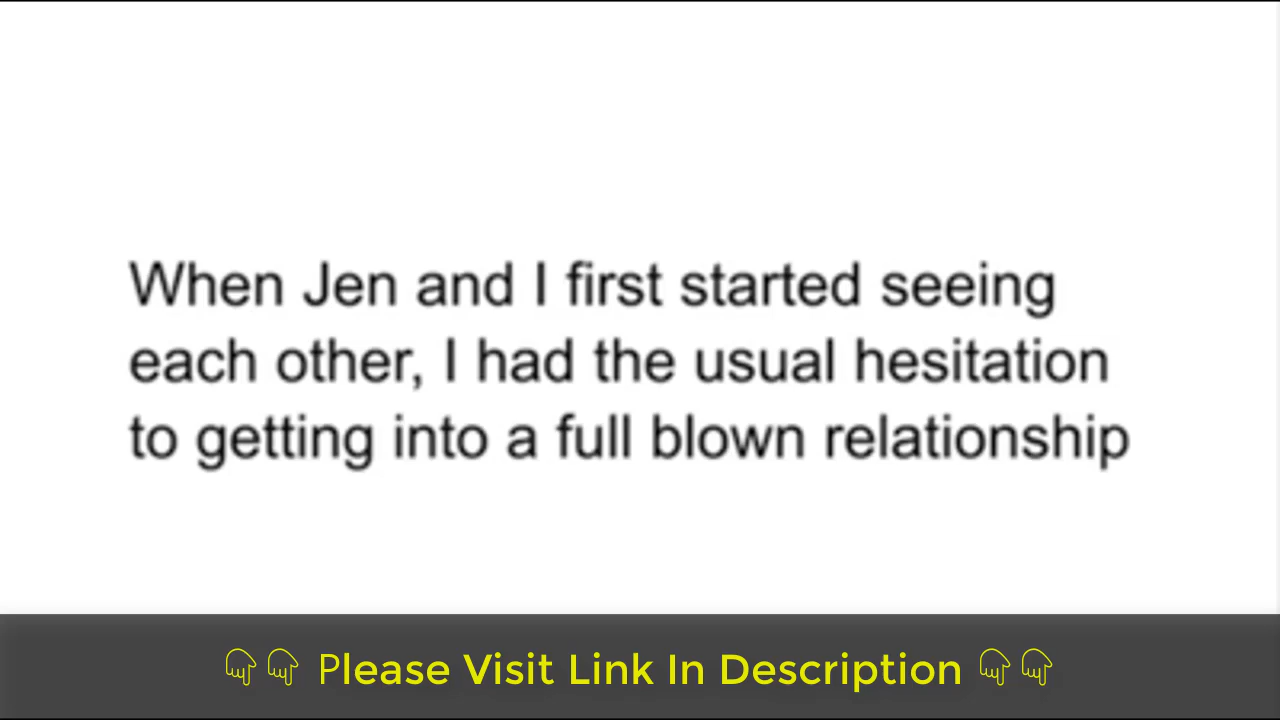 When Jen and I first started seeing
each other, I had the usual hesitation
to getting into a full blown relationship
Please Visit Link In Description